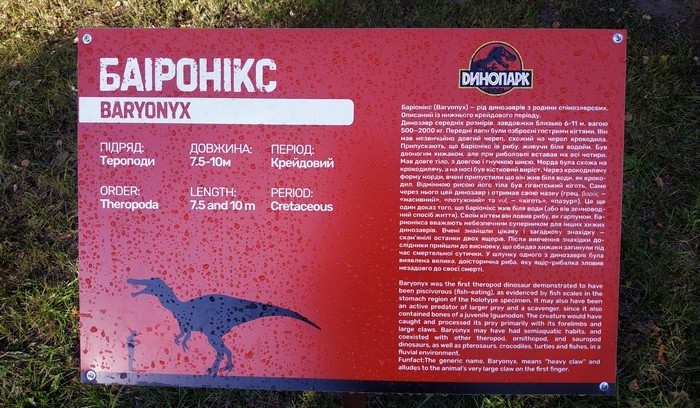 БАІРОНІКС
BARYONYX
ДИНОПАРК
ПІДРЯД:
Тероподи
ДОВЖИНА:
7.5-10м
ПЕРІОД:
Крейдовий
ORDER:
Theropoda
LENGTH:
7.5 and 10 m
PERIOD:
Cretaceous
Баріонікс (Baryonyx) – рід динозаврів з родини спінозаврових.
Описаний із нижнього крейдового періоду.
Динозавр середніх розмірів, завдовжки близько 6-11 м, вагою
500–2000 кг. Передні лапи були озброєні гострими кігтями. Він
мав незвичайно довгий череп, схожий на череп крокодила.
Припускають, що баріонікс їв рибу, живучи біля водойм. Був
двоногим хижаком, але при риболовлі вставав на всі чотири.
Мав довге тіло, з довгою і гнучкою шиєю. Морда була схожа на
крокодилячу, а на носі був кістковий виріст. Через крокодилячу
форму морди, вчені припустили що він жив біля води, як кроко-
дил. Відмінною рисою його тіла був гігантський кіготь. Саме
через нього цей динозавр і отримав свою назву (грец.
«масивний», «потужний» та – «кіготь», «пазур»). Це ще
один доказ того, що баріонікс жив біля води (або вів земновод-
ний спосіб життя). Своїм кігтем він ловив рибу, як гарпуном. Ба-
ріонікса вважають небезпечним суперником для інших хижих
динозаврів. Вчені знайшли цікаву і загадкову знахідку –
скам'янілі останки двох ящерів. Після вивчення знахідки до-
слідники прийшли до висновку, що обидва хижаки загинули під
час смертельної сутички. У шлунку одного з динозаврів була
виявлена велика, доісторична риба, яку ящір-рибалка зловив
незадовго до своєї смерті.
Baryonyx was the first theropod dinosaur demonstrated to have
been piscivorous (fish-eating), as evidenced by fish scales in the
stomach region of the holotype specimen. It may also have been
an active predator of larger prey and a scavenger, since it also
contained bones of a juvenile Iguanodon. The creature would have
caught and processed its prey primarily with its forelimbs and
large claws. Baryonyx may have had semiaquatic habits, and
coexisted with other theropod, ornithopod, and sauropod
dinosaurs, as well as pterosaurs, crocodiles, turtles and fishes, in a
fluvial environment.
Funfact:The generic name, Baryonyx, means "heavy claw" and
alludes to the animal's very large claw on the first finger.